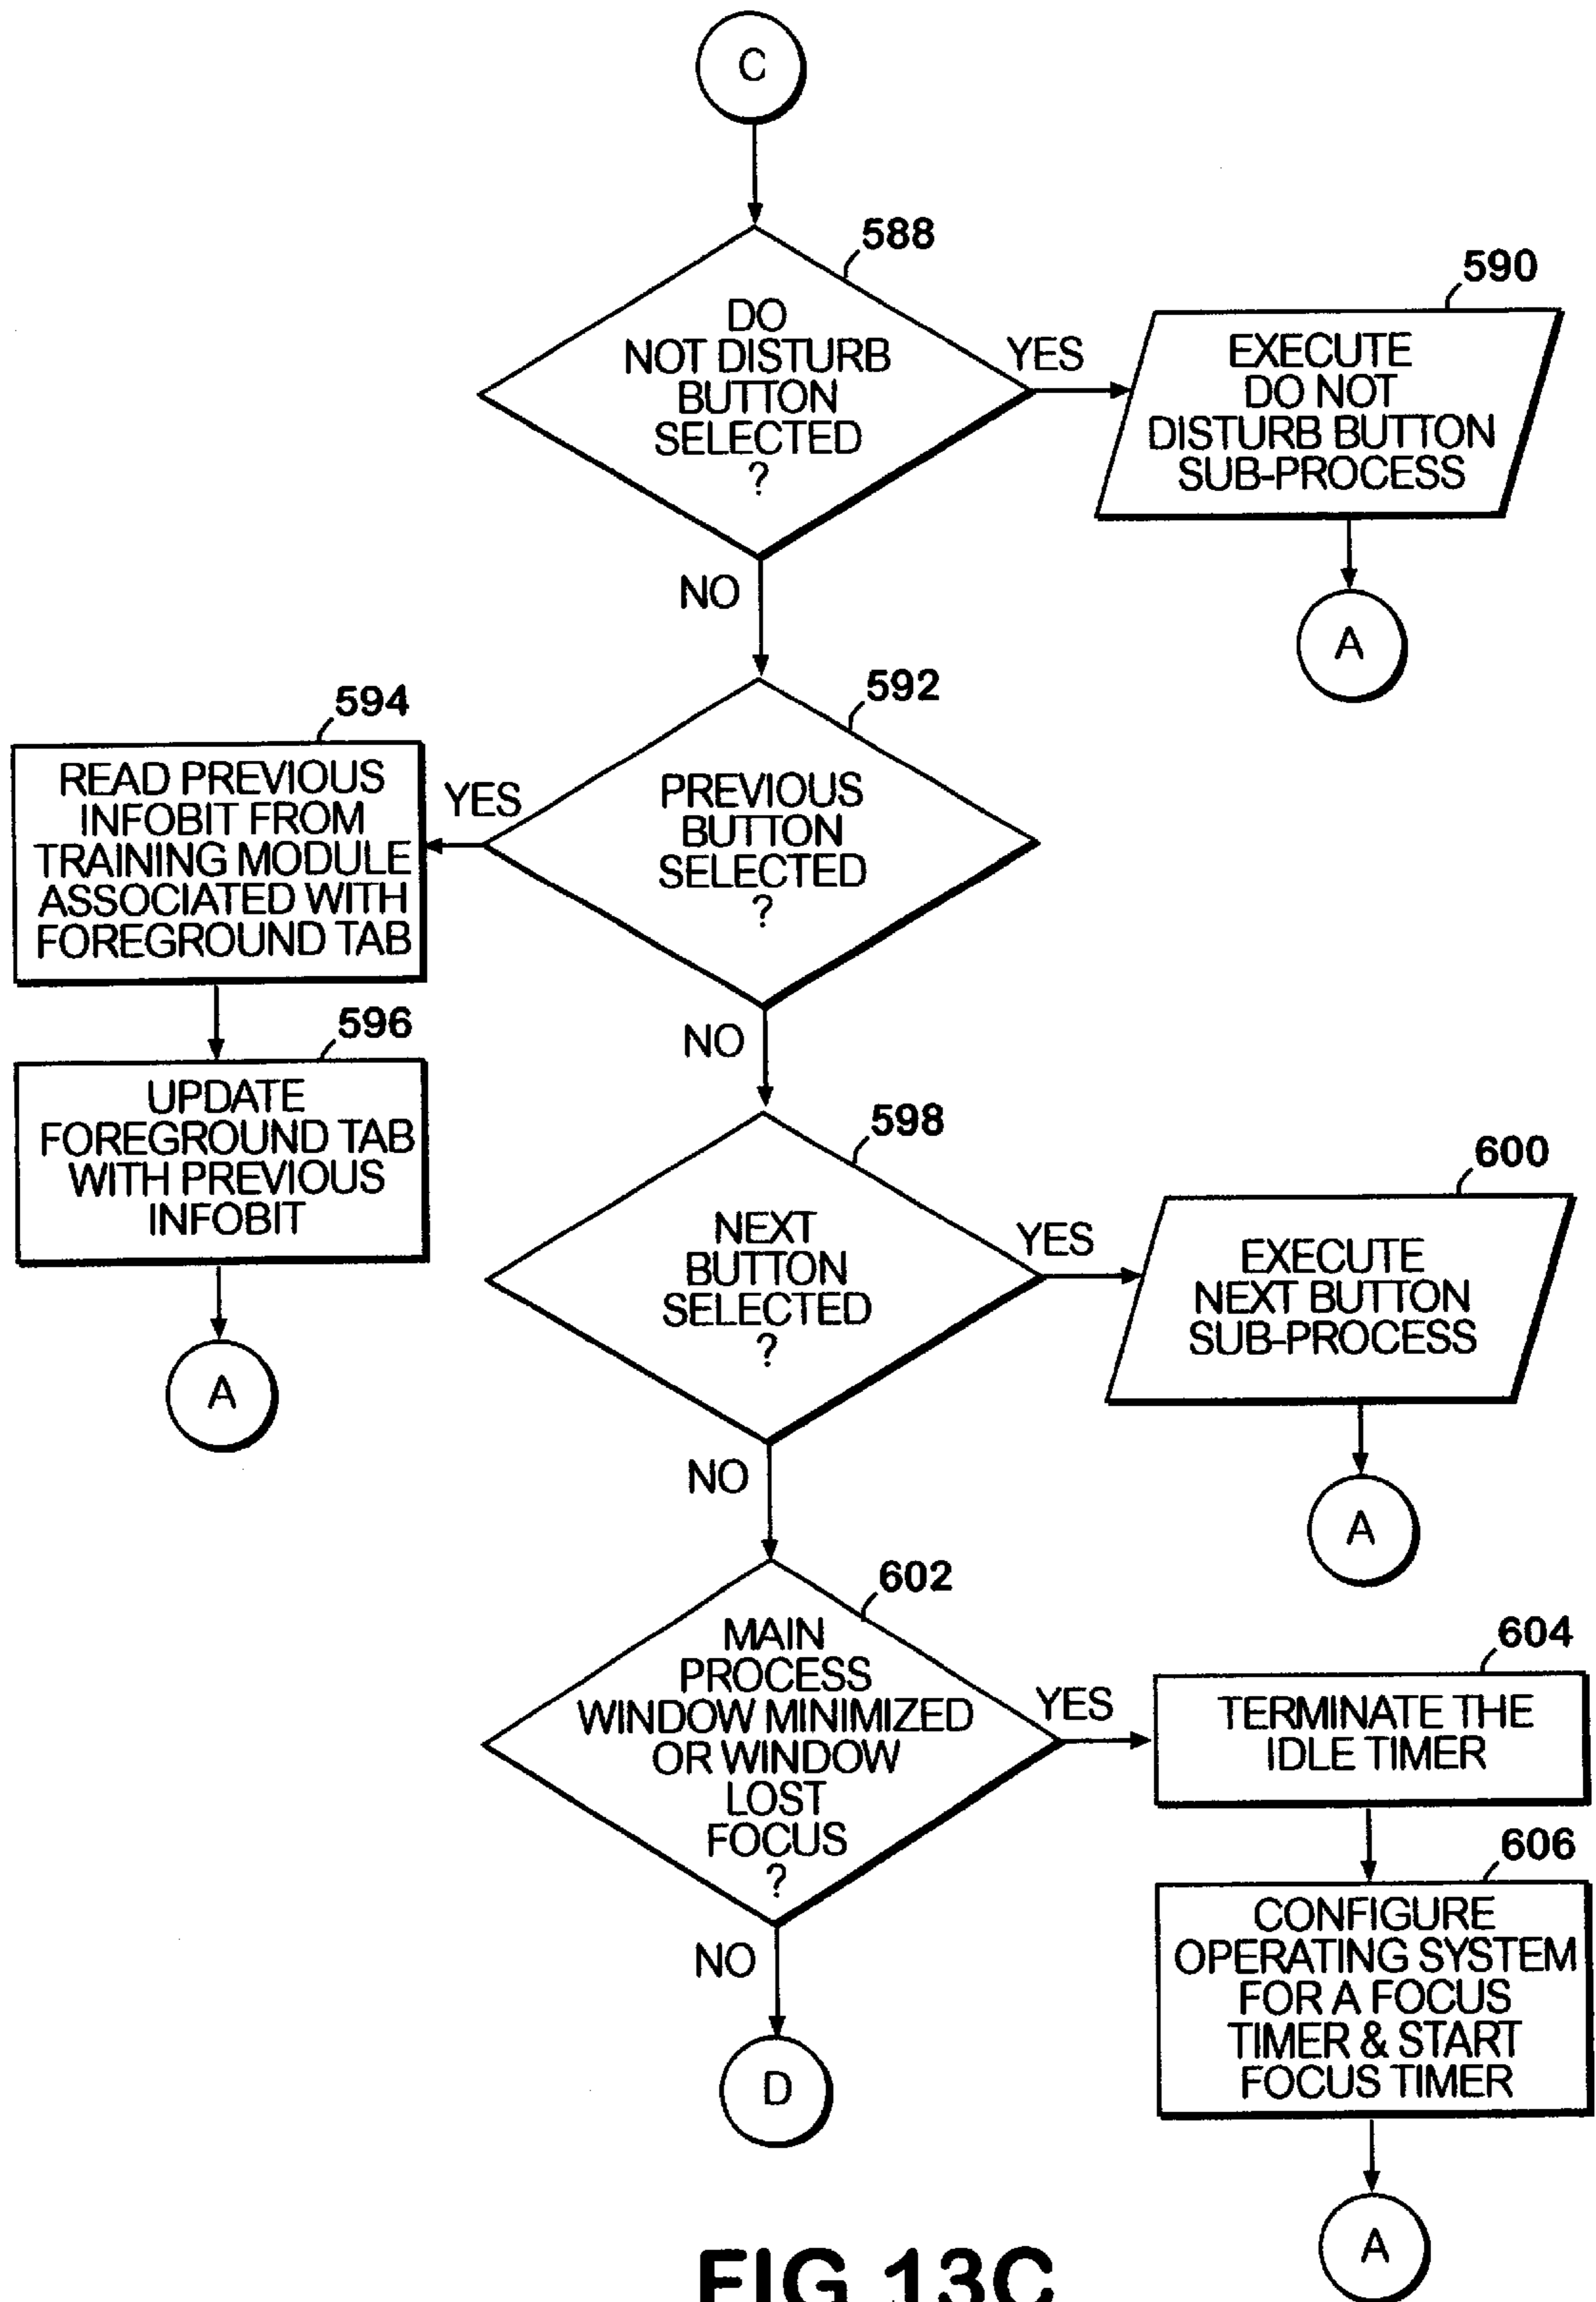 C
588
DO
NOT DISTURB
BUTTON
SELECTED
?
YES
590
EXECUTE
DO NOT
DISTURB BUTTON
SUB-PROCESS
A
NO
592
PREVIOUS
BUTTON
SELECTED
?
YES
594
READ PREVIOUS
INFOBIT FROM
TRAINING MODULE
ASSOCIATED WITH
FOREGROUND TAB
596
UPDATE
FOREGROUND TAB
WITH PREVIOUS
INFOBIT
A
NO
598
NEXT
BUTTON
SELECTED
?
YES
600
EXECUTE
NEXT BUTTON
SUB-PROCESS
A
NO
602
MAIN
PROCESS
WINDOW MINIMIZED
OR WINDOW
LOST
FOCUS
?
YES
604
TERMINATE THE
IDLE TIMER
606
CONFIGURE
OPERATING SYSTEM
FOR A FOCUS
TIMER & START
FOCUS TIMER
A
NO
D
FIG 13C